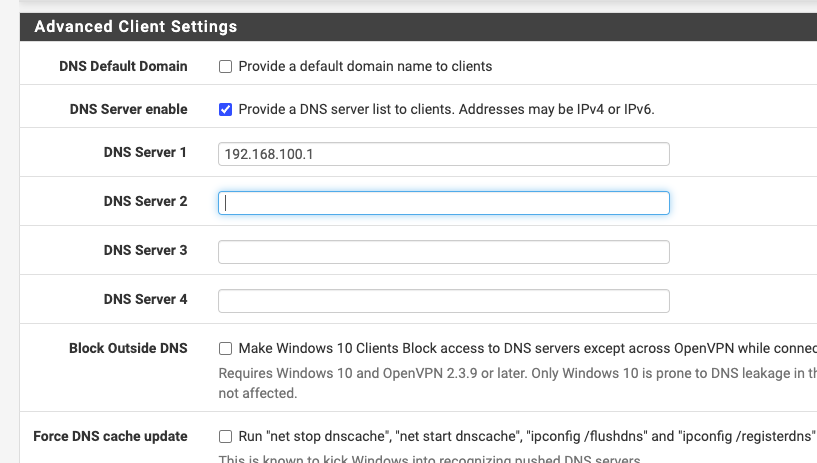 Advanced Client Settings
DNS Default Domain Provide a default domain name to clients
DNS Server enable Provide a DNS server list to clients. Addresses may be IPv4 or IPv6.
DNS Server 1 192.168.100.1
DNS Server 2
DNS Server 3
DNS Server 4
Block Outside DNS Make Windows 10 Clients Block access to DNS servers except across OpenVPN while connec
Requires Windows 10 and OpenVPN 2.3.9 or later. Only Windows 10 is prone to DNS leakage in th
not affected.
Force DNS cache update Run "net stop dnscache", "net start dnscache", "ipconfig /flushdns" and "ipconfig /registerdns"
This is known to kick Windows into recognizing pushed DNS servers.